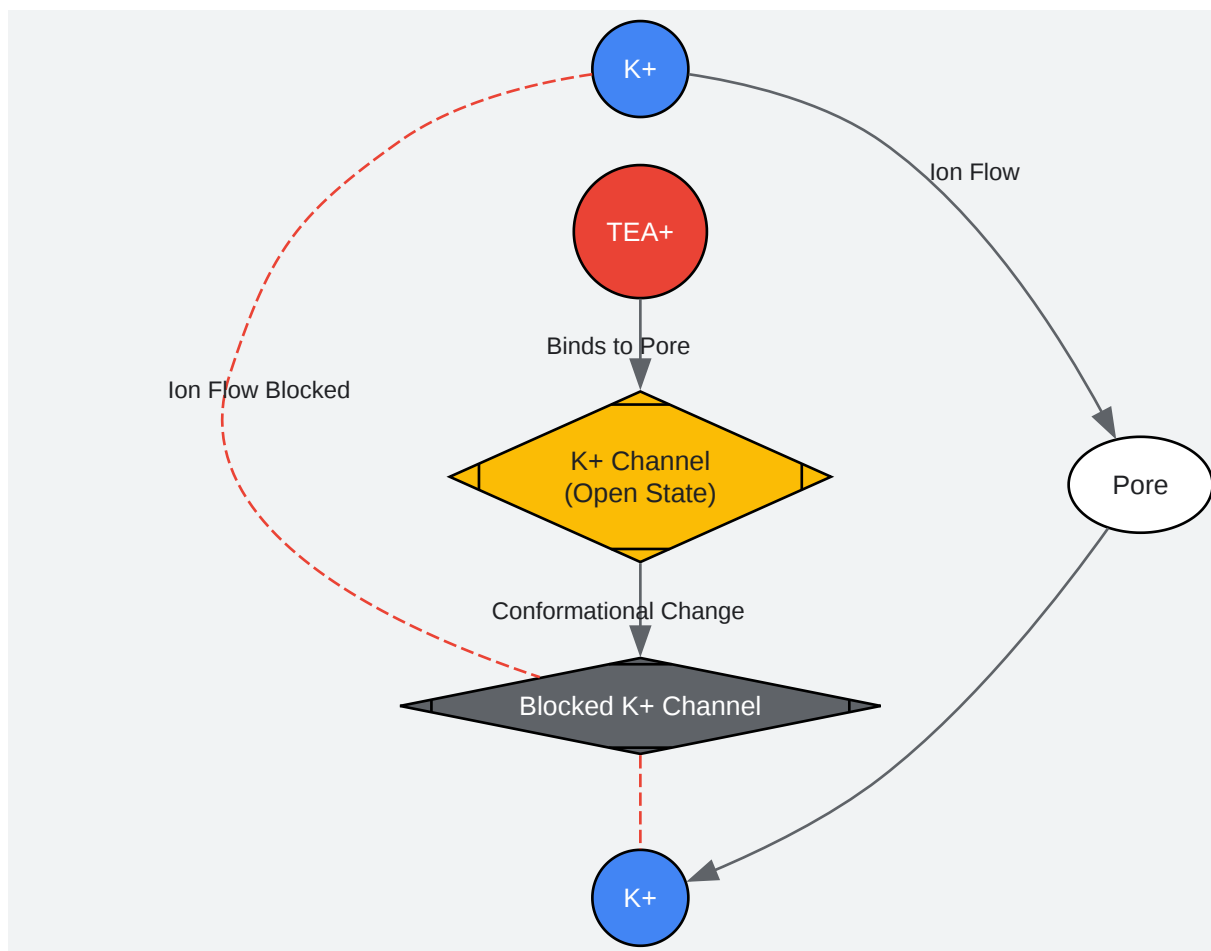 K+
Ion Flow
TEA+
Binds to Pore
Ion Flow Blocked
K+ Channel
(Open State)
Pore
Conformational Change
Blocked K+ Channel
K+